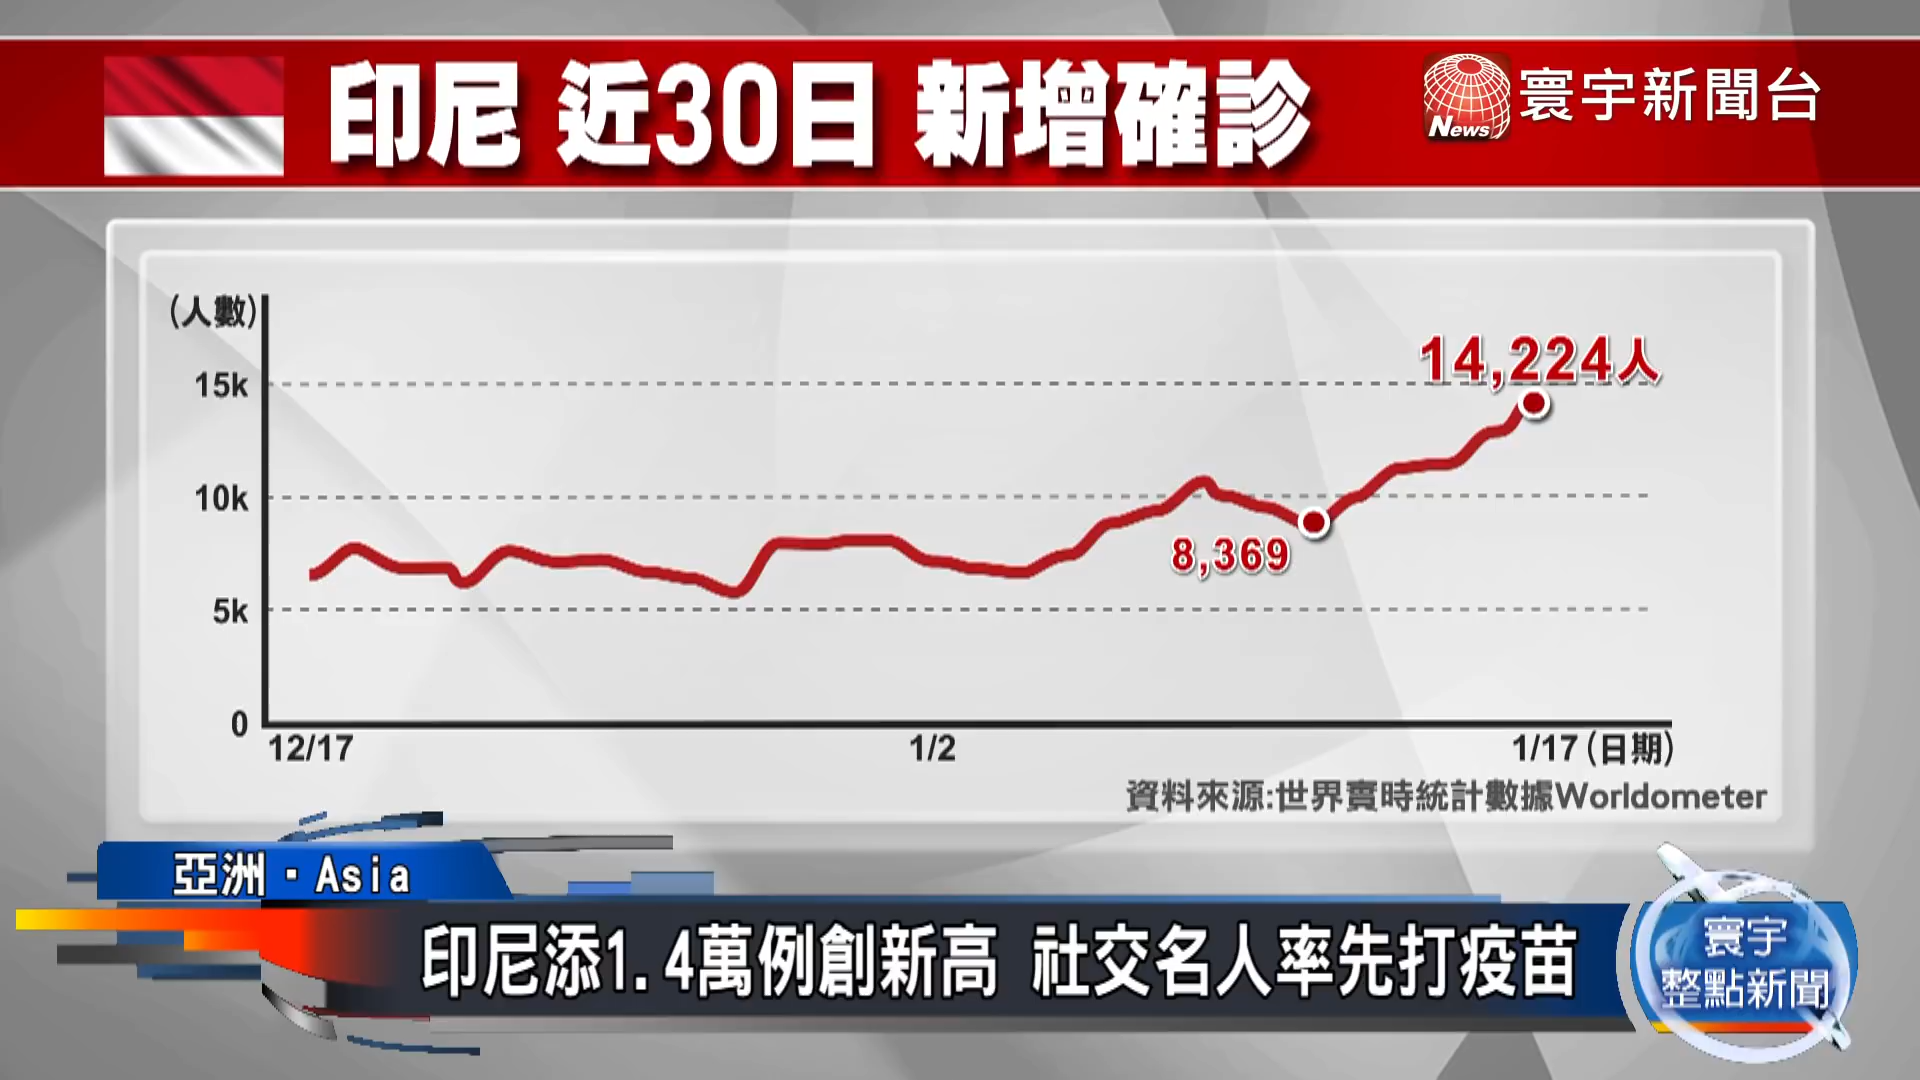 印尼 近30日 新增確診
News 寰宇新聞台
(人數)
15k
10k
5k
0
14,224人
8,369
12/17
1/2
1/17 (日期)
資料來源:世界實時統計數據Worldometer
亞洲·Asia
印尼添1.4萬例創新高 社交名人率先打疫苗
寰宇
整點新聞